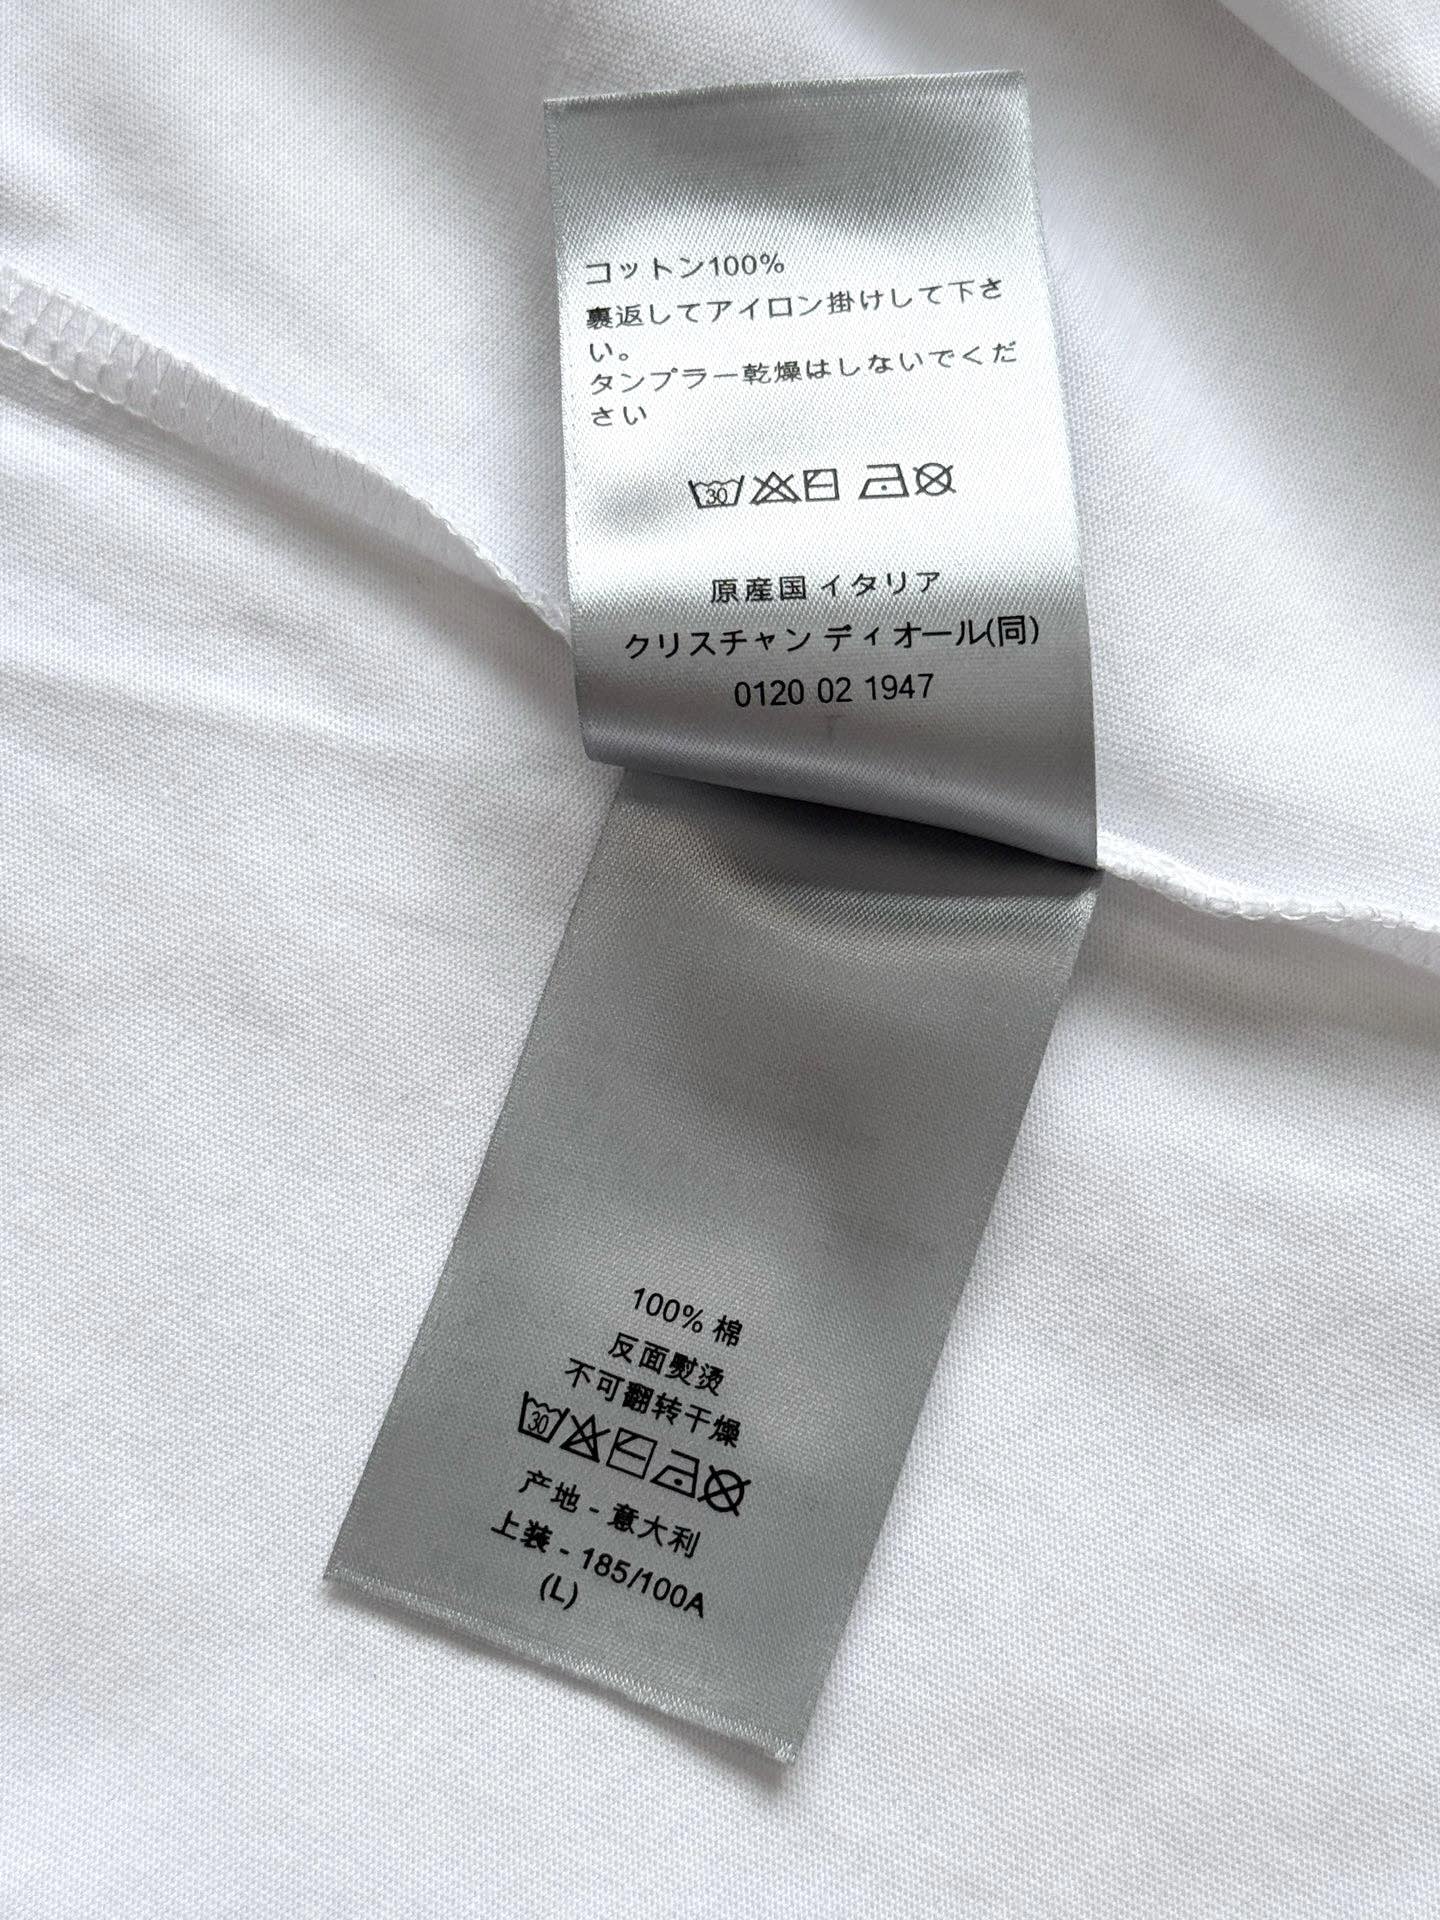 コットン100%
裏返してアイロン掛けして下さ
い。
タンブラー乾燥はしないでくだ
さい
30
原産国 イタリア
クリスチャン ディオール(同)
0120 02 1947
100% 棉
反面熨烫
不可翻转干燥
30
产地 - 意大利
上装 - 185/100A
(L)